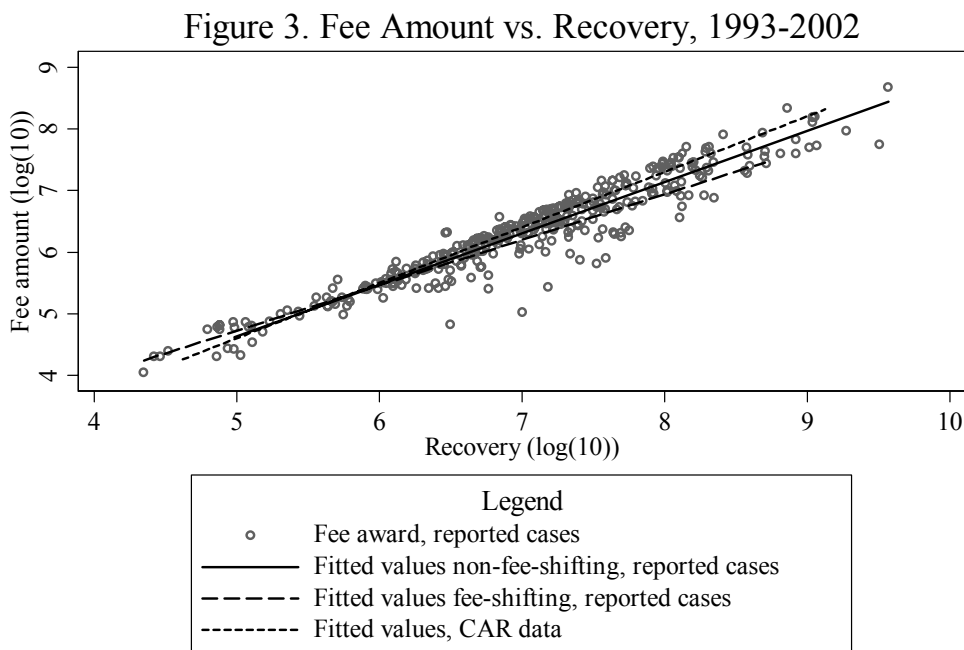 Figure 3. Fee Amount vs. Recovery, 1993-2002
9
8
7
6
5
4
Fee amount (log(10))
4 5 6 7 8 9 10
Recovery (log(10))
Legend
Fee award, reported cases
Fitted values non-fee-shifting, reported cases
Fitted values fee-shifting, reported cases
Fitted values, CAR data